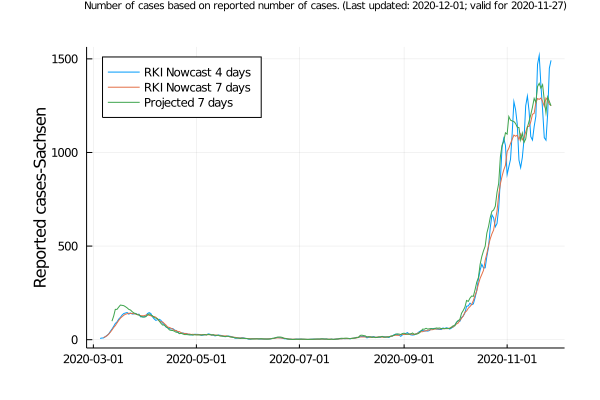 Number of cases based on reported number of cases. (Last updated: 2020-12-01; valid for 2020-11-27)
1500
RKI Nowcast 4 days
RKI Nowcast 7 days
Projected 7 days
1000
Reported cases-Sachsen
500
0
2020-03-01 2020-05-01 2020-07-01 2020-09-01 2020-11-01